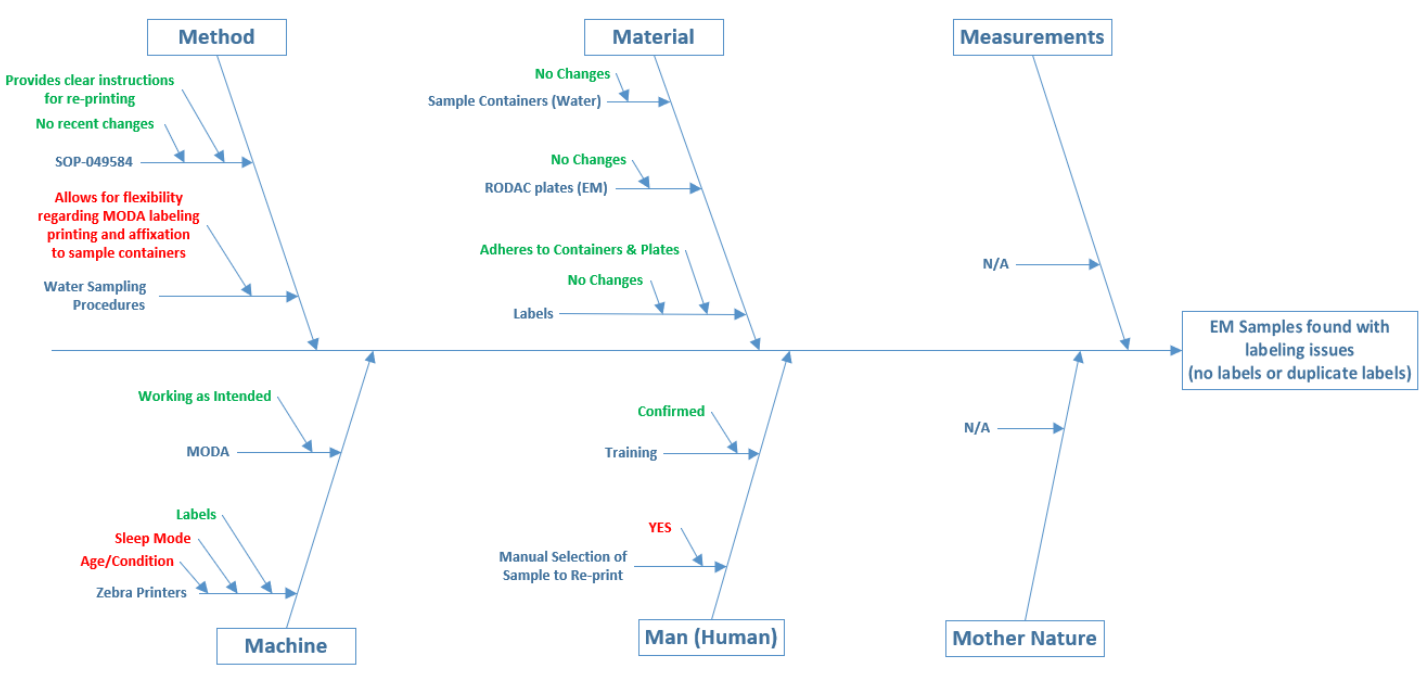 Method
Material
Measurements
Provides clear instructions
for re-printing
No recent changes
SOP-049584
Allows for flexibility
regarding MODA labeling
printing and affixation
to sample containers
Water Sampling
Procedures
No Changes
Sample Containers (Water)
No Changes
RODAC plates (EM)
Adheres to Containers & Plates
No Changes
Labels
N/A
EM Samples found with
labeling issues
(no labels or duplicate labels)
Working as Intended
MODA
Labels
Sleep Mode
Age/Condition
Zebra Printers
Confirmed
Training
YES
Manual Selection of
Sample to Re-print
N/A
Machine
Man (Human)
Mother Nature